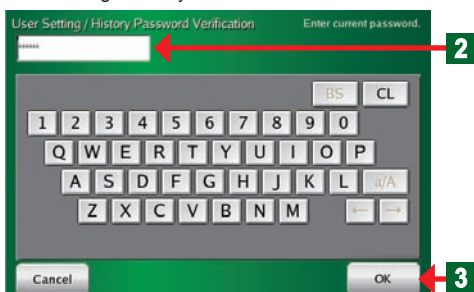 User Setting / History Password Verification Enter current password.
****** 2
BS CL
1 2 3 4 5 6 7 8 9 0
Q W E R T Y U I O P
A S D F G H J K L a/A
Z X C V B N M ← →
Cancel OK 3